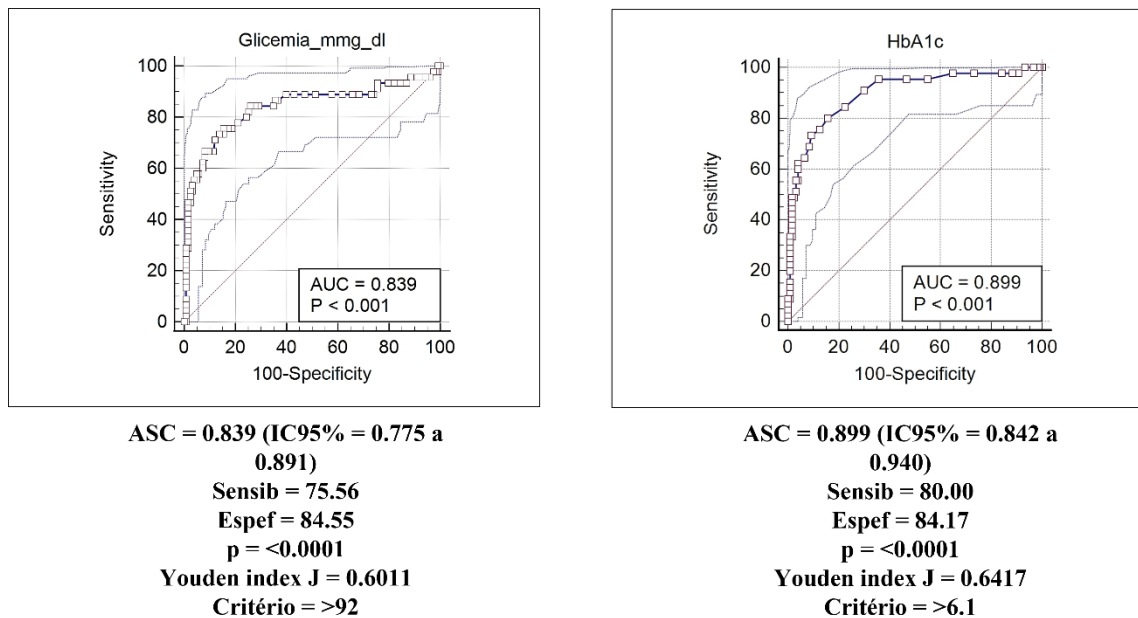 Glicemia_mmg_dl
100
80
60
40
20
0
Sensitivity
AUC = 0.839
P < 0.001
0 20 40 60 80 100
100-Specificity
ASC = 0.839 (IC95% = 0.775 a
0.891)
Sensib = 75.56
Espef = 84.55
p = <0.0001
Youden index J = 0.6011
Critério = >92
HbA1c
100
80
60
40
20
0
Sensitivity
AUC = 0.899
P < 0.001
0 20 40 60 80 100
100-Specificity
ASC = 0.899 (IC95% = 0.842 a
0.940)
Sensib = 80.00
Espef = 84.17
p = <0.0001
Youden index J = 0.6417
Critério = >6.1